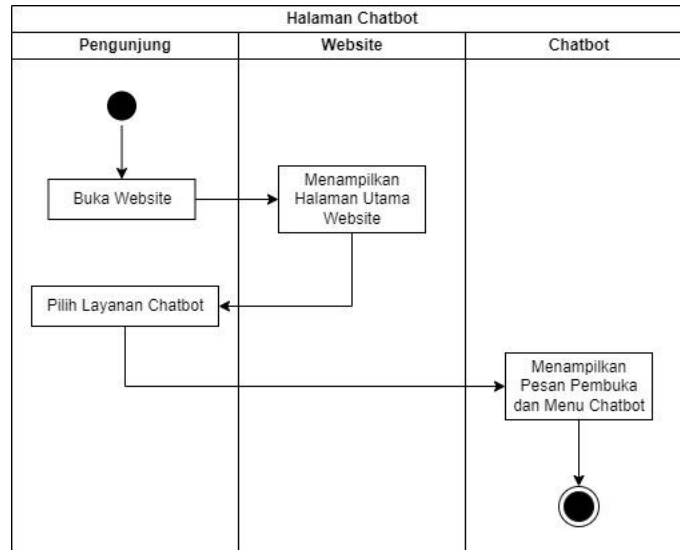 Halaman Chatbot
Pengunjung
Website
Chatbot
Buka Website
Menampilkan
Halaman Utama
Website
Pilih Layanan Chatbot
Menampilkan
Pesan Pembuka
dan Menu Chatbot